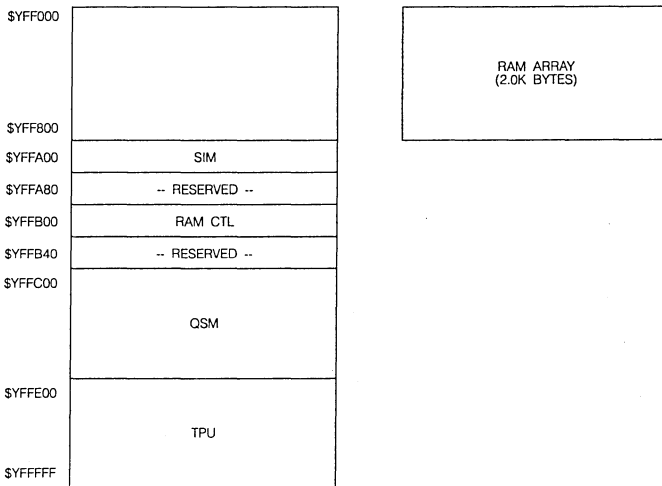 $YFF000
RAM ARRAY
(2.0K BYTES)
$YFF800
$YFFA00
SIM
$YFFA80
-- RESERVED --
$YFFB00
RAM CTL
$YFFB40
-- RESERVED --
$YFFC00
QSM
$YFFE00
TPU
$YFFFFF